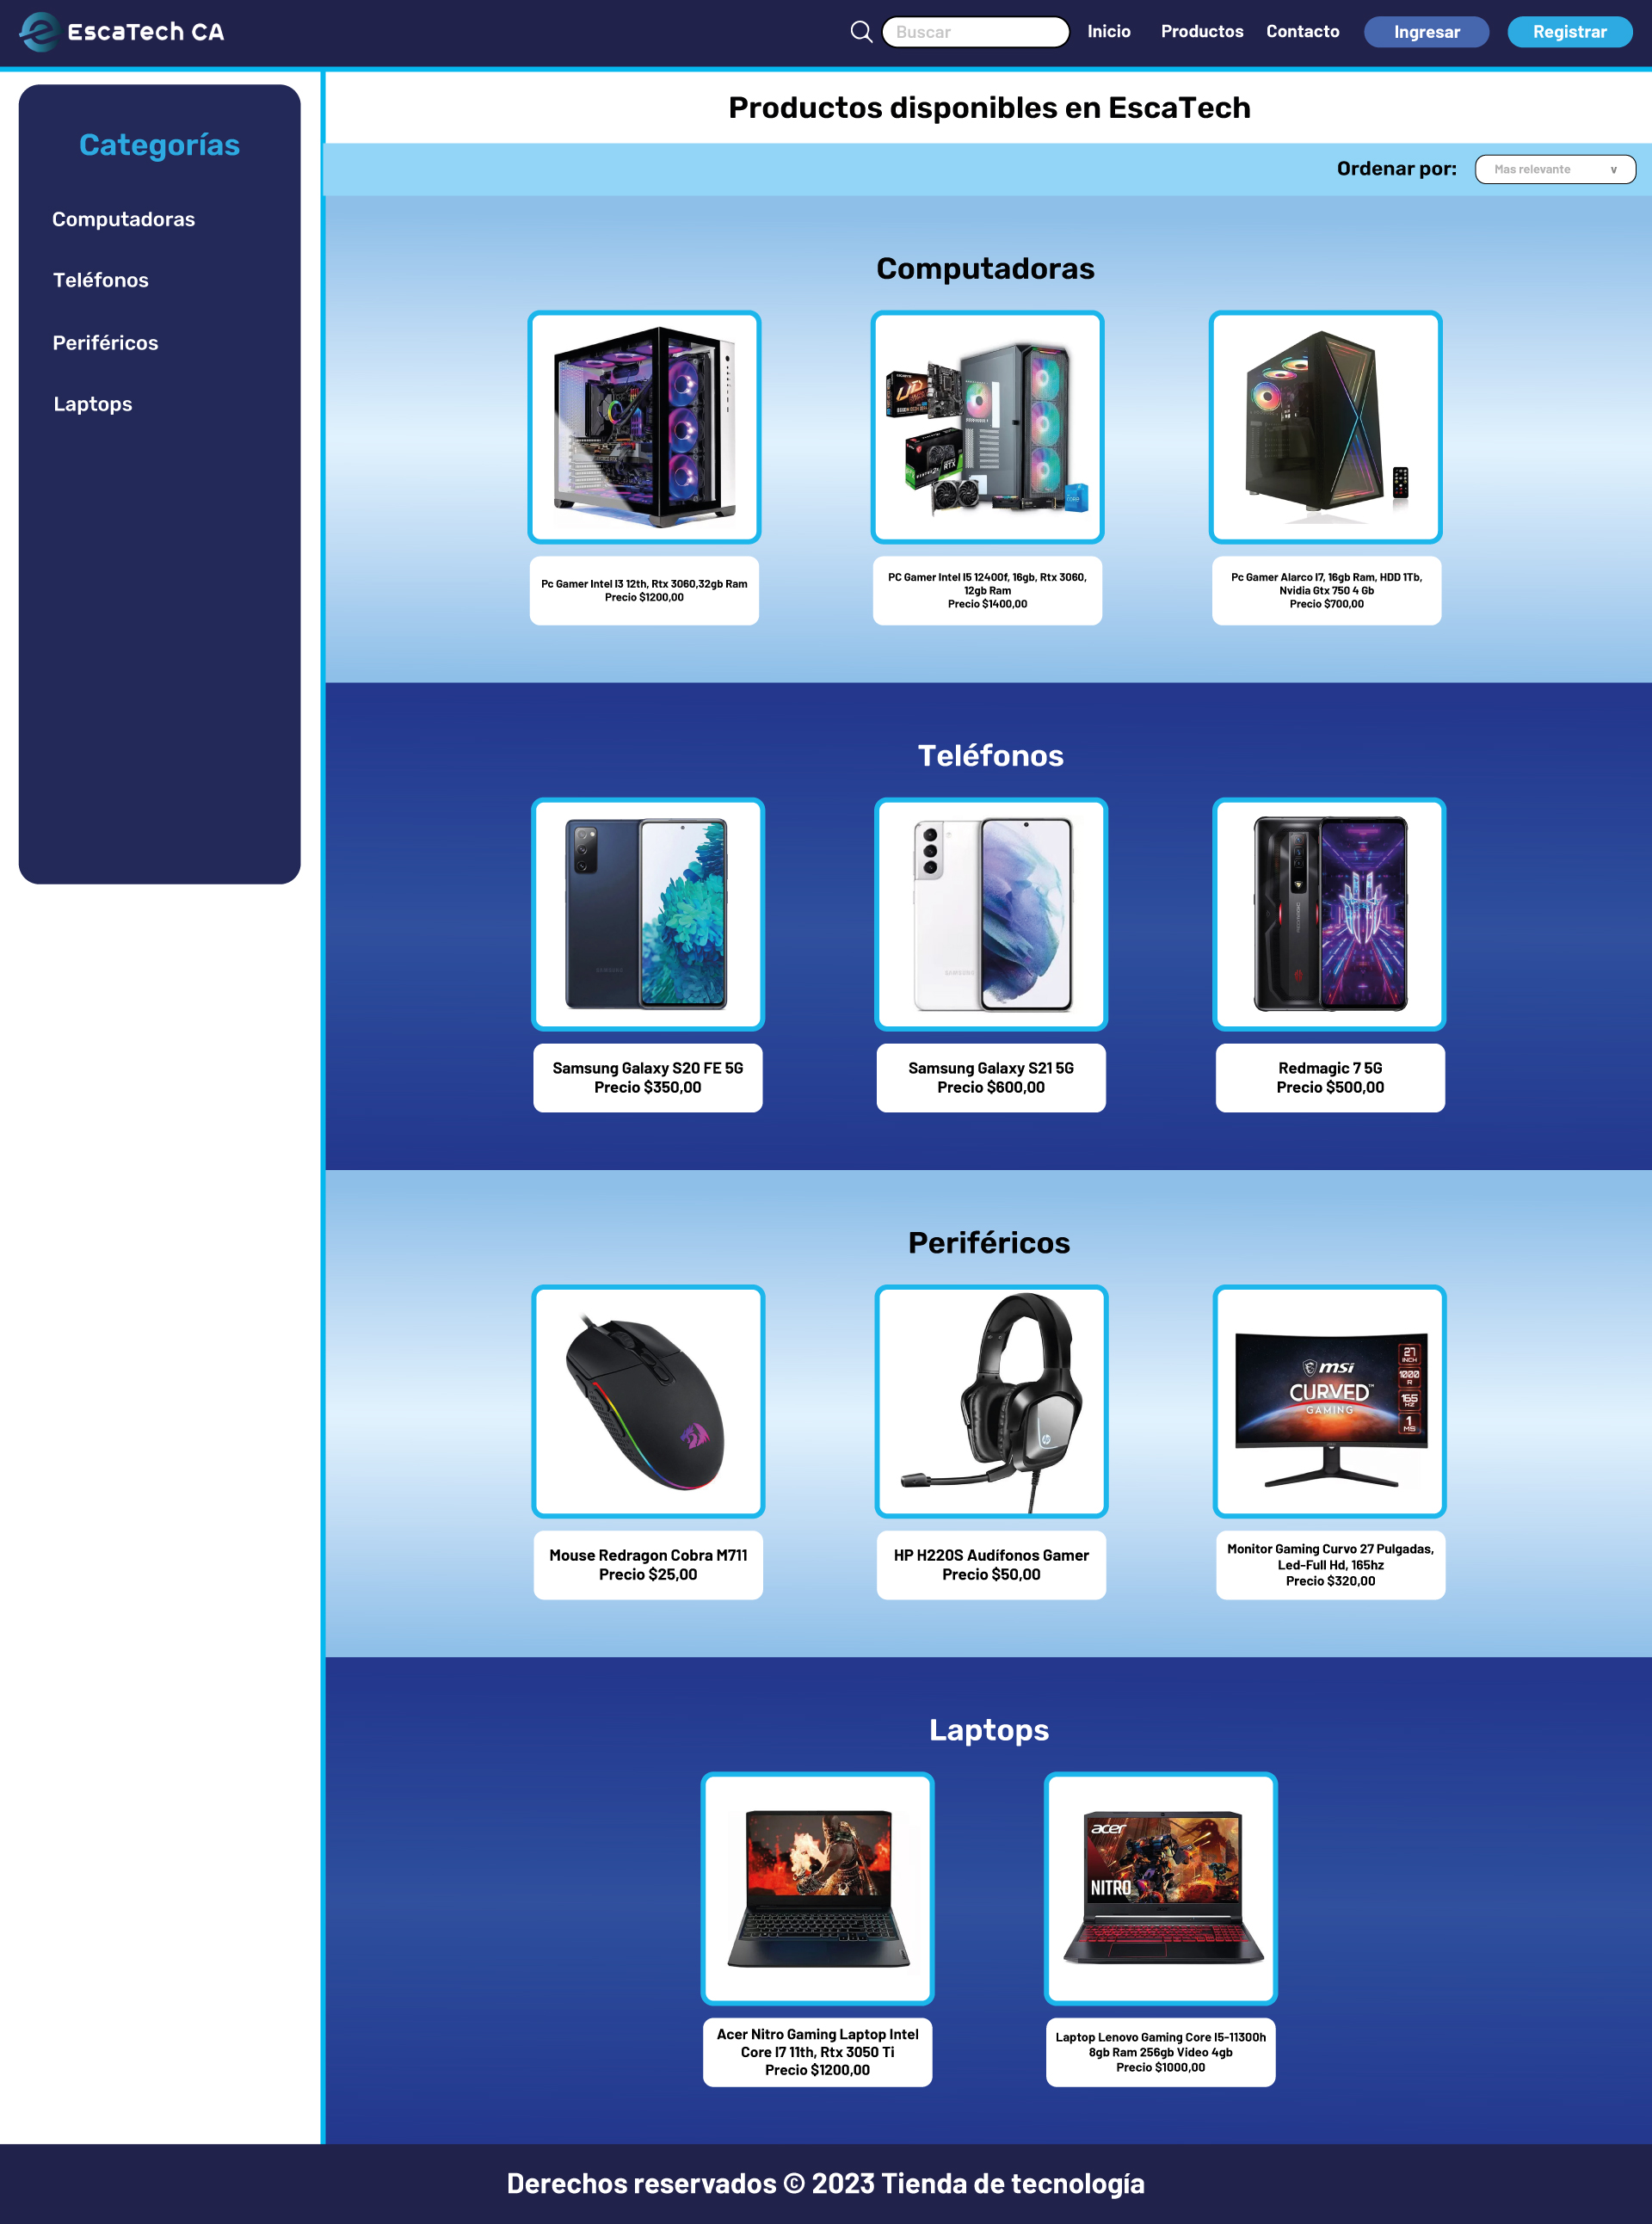 EscaTech CA
Buscar
Inicio
Productos
Contacto
Ingresar
Registrar
Categorías
Computadoras
Teléfonos
Periféricos
Laptops
Productos disponibles en EscaTech
Ordenar por:
Mas relevante
v
Computadoras
Pc Gamer Intel I3 12th, Rtx 3060,32gb Ram
Precio $1200,00
PC Gamer Intel I5 12400f, 16gb, Rtx 3060,
12gb Ram
Precio $1400,00
Pc Gamer Alarco I7, 16gb Ram, HDD 1Tb,
Nvidia Gtx 750 4 Gb
Precio $700,00
Teléfonos
SAMSUNG
SAMSUNG
Samsung Galaxy S20 FE 5G
Precio $350,00
Samsung Galaxy S21 5G
Precio $600,00
Redmagic 7 5G
Precio $500,00
Periféricos
msi
CURVED
GAMING
27
INCH
1000
R
165
HZ
1
MS
hp
Mouse Redragon Cobra M711
Precio $25,00
HP H220S Audífonos Gamer
Precio $50,00
Monitor Gaming Curvo 27 Pulgadas,
Led-Full Hd, 165hz
Precio $320,00
Laptops
acer
NITRO
Acer Nitro Gaming Laptop Intel
Core I7 11th, Rtx 3050 Ti
Precio $1200,00
Laptop Lenovo Gaming Core I5-11300h
8gb Ram 256gb Video 4gb
Precio $1000,00
Derechos reservados © 2023 Tienda de tecnología